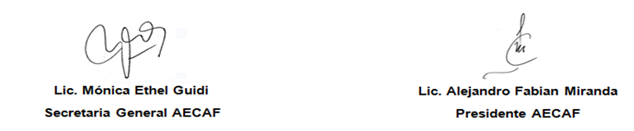 Lic. Mónica Ethel Guidi
Secretaria General AECAF
Lic. Alejandro Fabian Miranda
Presidente AECAF